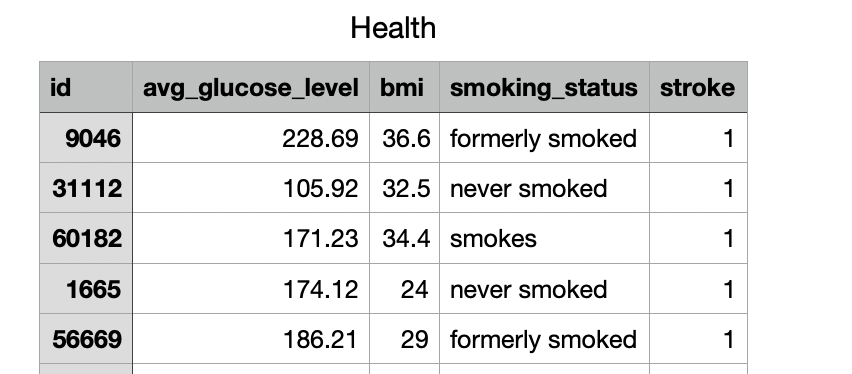 Health
id avg_glucose_level bmi smoking_status stroke
9046 228.69 36.6 formerly smoked 1
31112 105.92 32.5 never smoked 1
60182 171.23 34.4 smokes 1
1665 174.12 24 never smoked 1
56669 186.21 29 formerly smoked 1